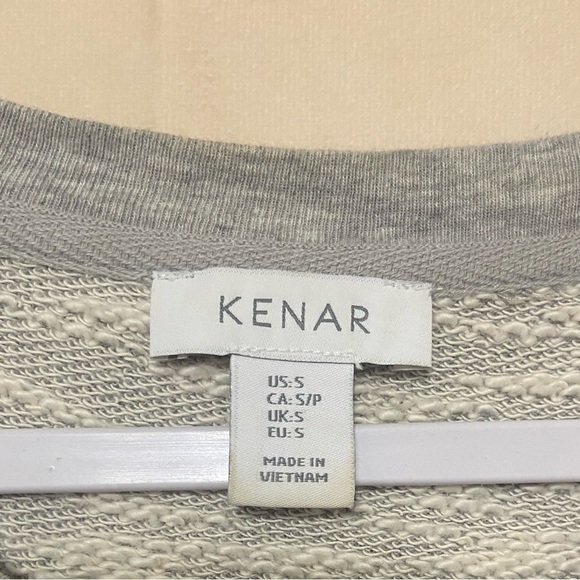 KENAR
US:S
CA:S/P
UK:S
EU:S
MADE IN
VIETNAM